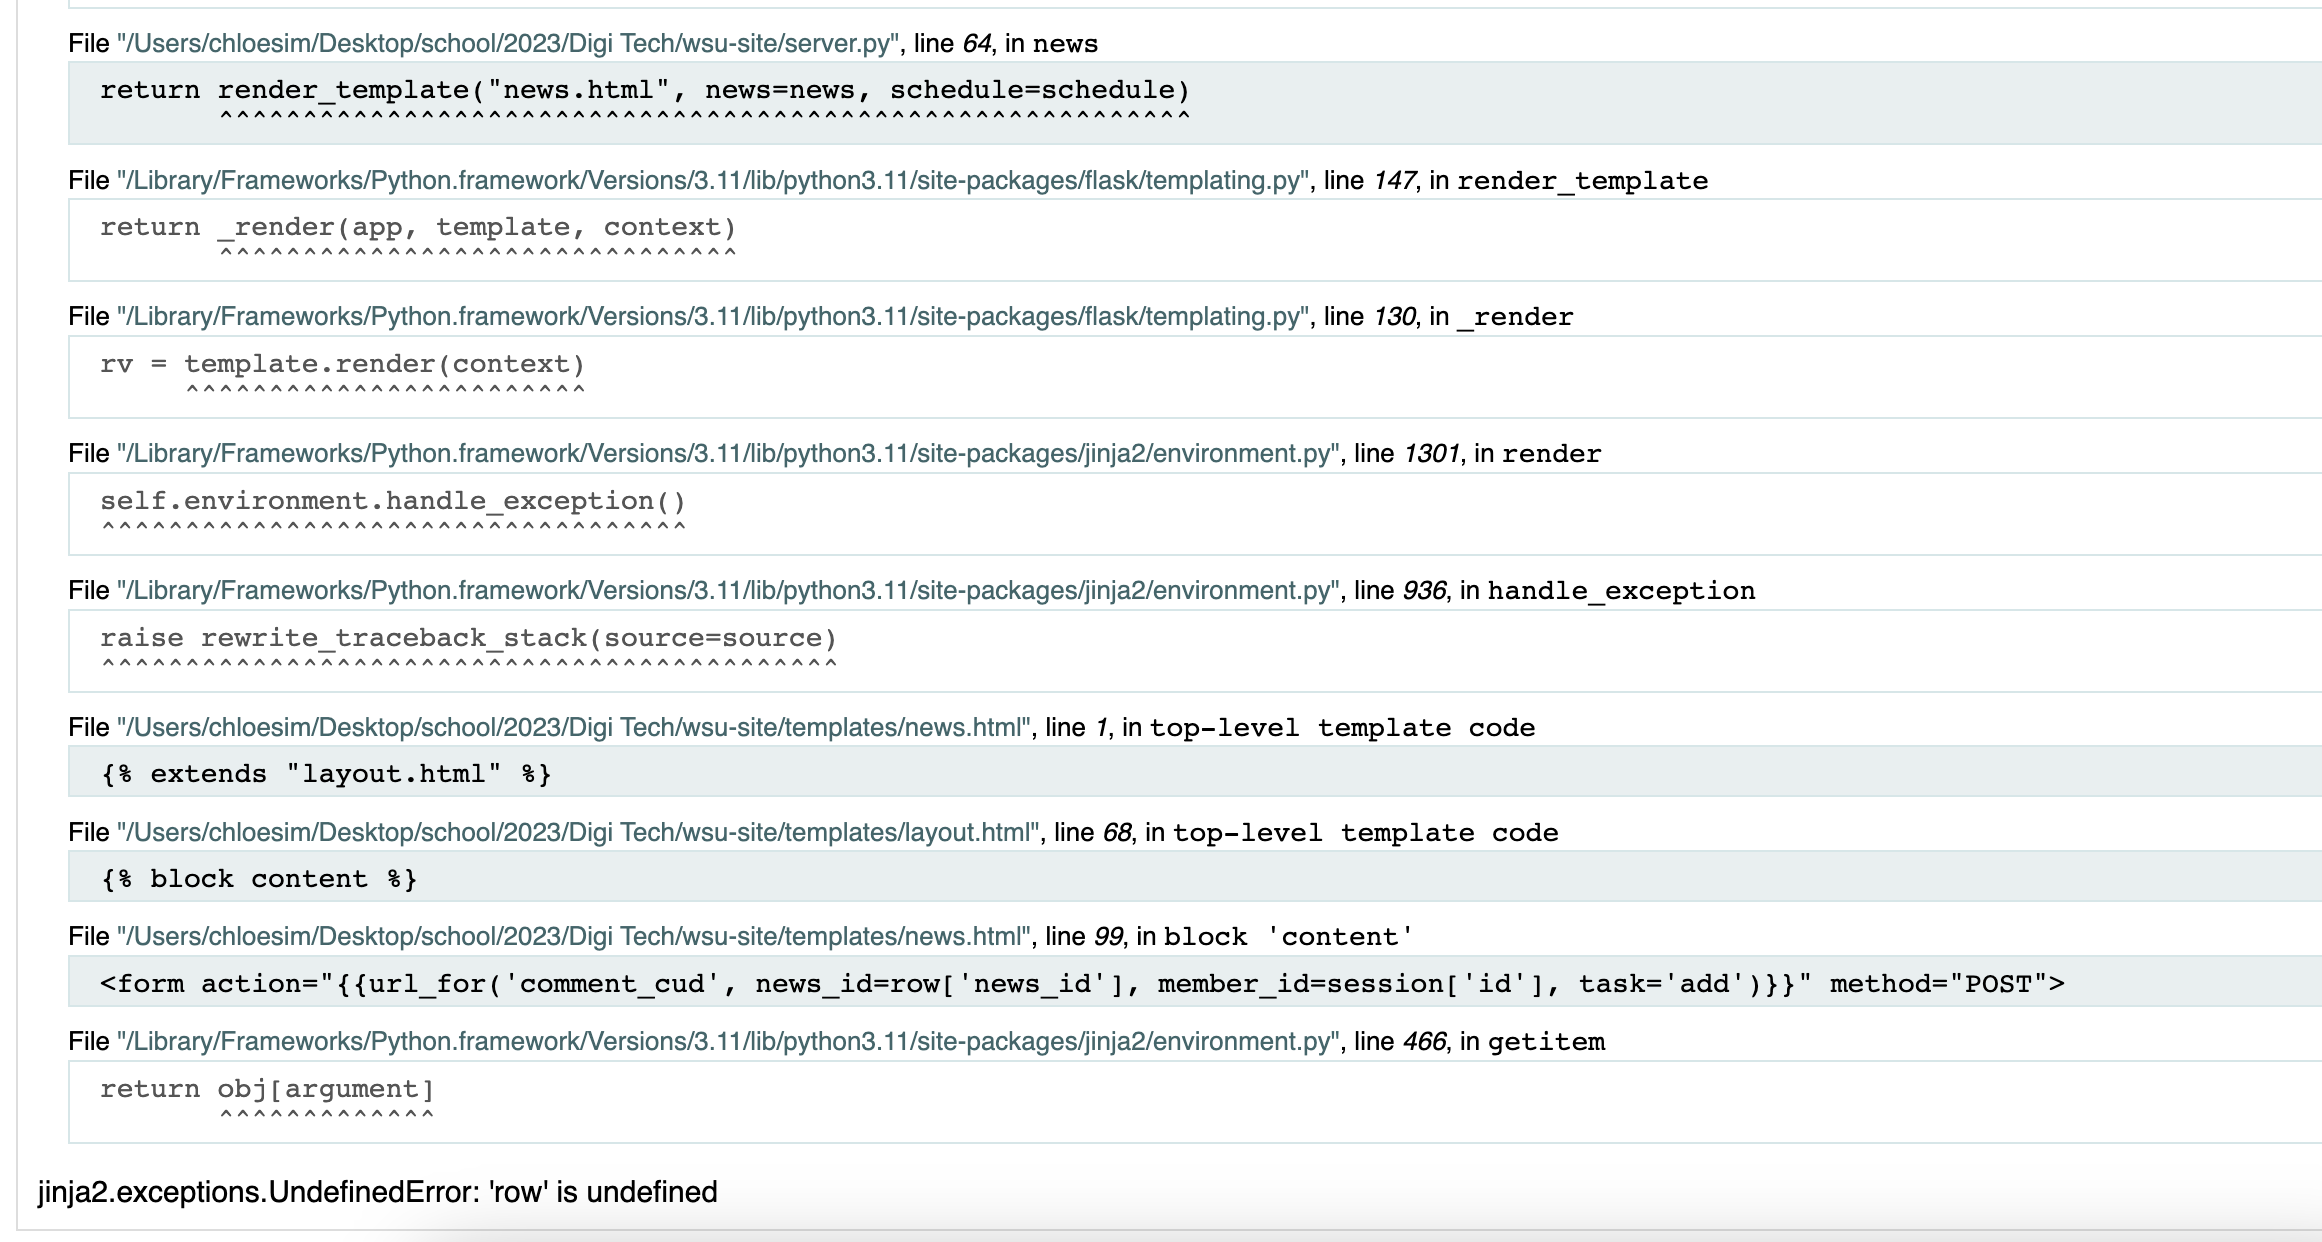 File "/Users/chloesim/Desktop/school/2023/Digi Tech/wsu-site/server.py", line 64, in news
return render_template("news.html", news=news, schedule=schedule)
^^^^^^^^^^^^^^^^^^^^^^^^^^^^^^^^^^^^^^^^^^^^^^^^^^^^^^^^^^
File "/Library/Frameworks/Python.framework/Versions/3.11/lib/python3.11/site-packages/flask/templating.py", line 147, in render_template
return _render(app, template, context)
^^^^^^^^^^^^^^^^^^^^^^^^^^^^^^^
File "/Library/Frameworks/Python.framework/Versions/3.11/lib/python3.11/site-packages/flask/templating.py", line 130, in _render
rv = template.render(context)
^^^^^^^^^^^^^^^^^^^^^^^^
File "/Library/Frameworks/Python.framework/Versions/3.11/lib/python3.11/site-packages/jinja2/environment.py", line 1301, in render
self.environment.handle_exception()
^^^^^^^^^^^^^^^^^^^^^^^^^^^^^^^^^^^
File "/Library/Frameworks/Python.framework/Versions/3.11/lib/python3.11/site-packages/jinja2/environment.py", line 936, in handle_exception
raise rewrite_traceback_stack(source=source)
^^^^^^^^^^^^^^^^^^^^^^^^^^^^^^^^^^^^^^^^^^^^
File "/Users/chloesim/Desktop/school/2023/Digi Tech/wsu-site/templates/news.html", line 1, in top-level template code
{% extends "layout.html" %}
File "/Users/chloesim/Desktop/school/2023/Digi Tech/wsu-site/templates/layout.html", line 68, in top-level template code
{% block content %}
File "/Users/chloesim/Desktop/school/2023/Digi Tech/wsu-site/templates/news.html", line 99, in block 'content'
<form action="{{url_for('comment_cud', news_id=row['news_id'], member_id=session['id'], task='add')}}" method="POST">
File "/Library/Frameworks/Python.framework/Versions/3.11/lib/python3.11/site-packages/jinja2/environment.py", line 466, in getitem
return obj[argument]
^^^^^^^^^^^^^
jinja2.exceptions.UndefinedError: 'row' is undefined